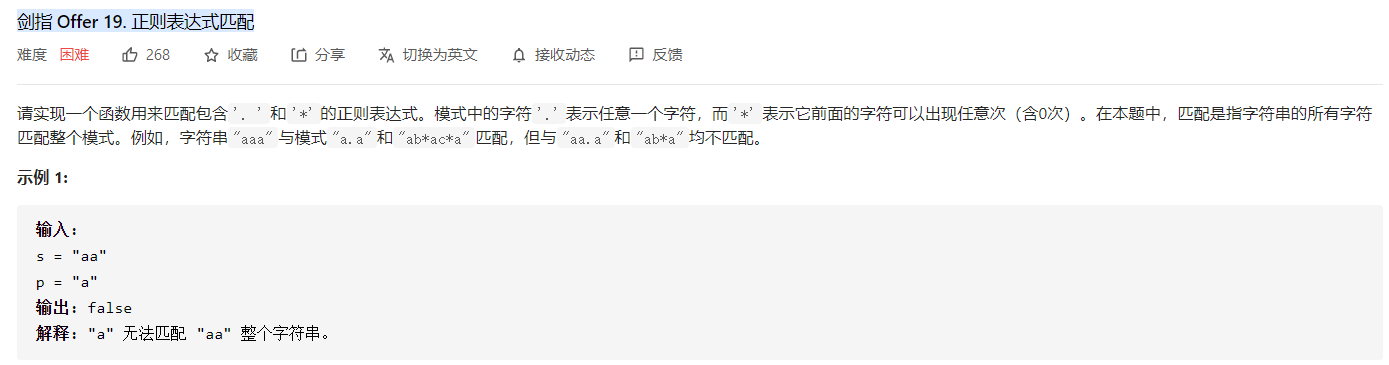 剑指 Offer 19. 正则表达式匹配
难度 困难 268 收藏 分享 切换为英文 接收动态 反馈
请实现一个函数用来匹配包含'. '和'*'的正则表达式。模式中的字符'.'表示任意一个字符，而'*'表示它前面的字符可以出现任意次（含0次）。在本题中，匹配是指字符串的所有字符
匹配整个模式。例如，字符串"aaa"与模式"a.a"和"ab*ac*a"匹配，但与"aa.a"和"ab*a"均不匹配。
示例 1:
输入:
s = "aa"
p = "a"
输出: false
解释: "a" 无法匹配 "aa" 整个字符串。